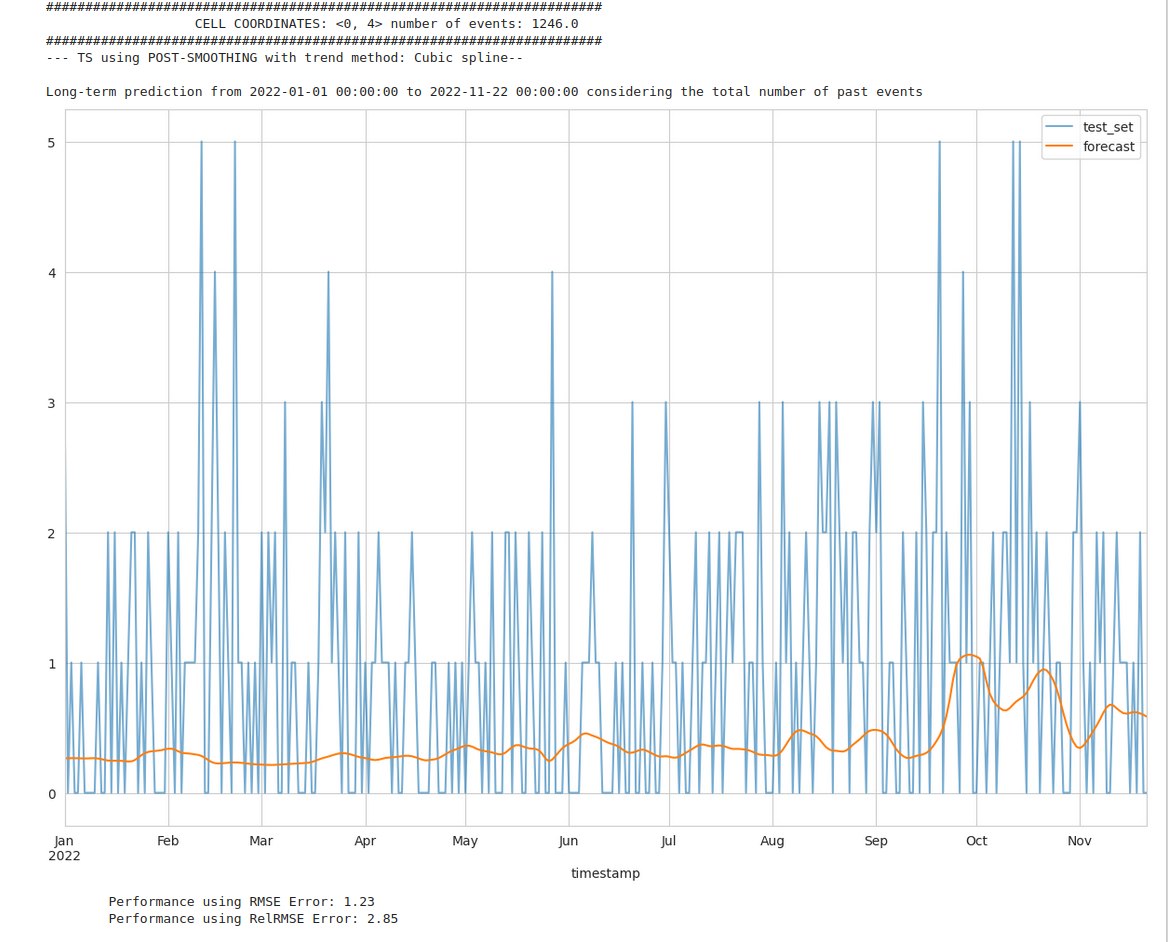 #######################################################################
CELL COORDINATES: <0, 4> number of events: 1246.0
#######################################################################
--- TS using POST-SMOOTHING with trend method: Cubic spline--
Long-term prediction from 2022-01-01 00:00:00 to 2022-11-22 00:00:00 considering the total number of past events
test_set
forecast
5
4
3
2
1
0
Jan Feb Mar Apr May Jun Jul Aug Sep Oct Nov
2022
timestamp
Performance using RMSE Error: 1.23
Performance using RelRMSE Error: 2.85